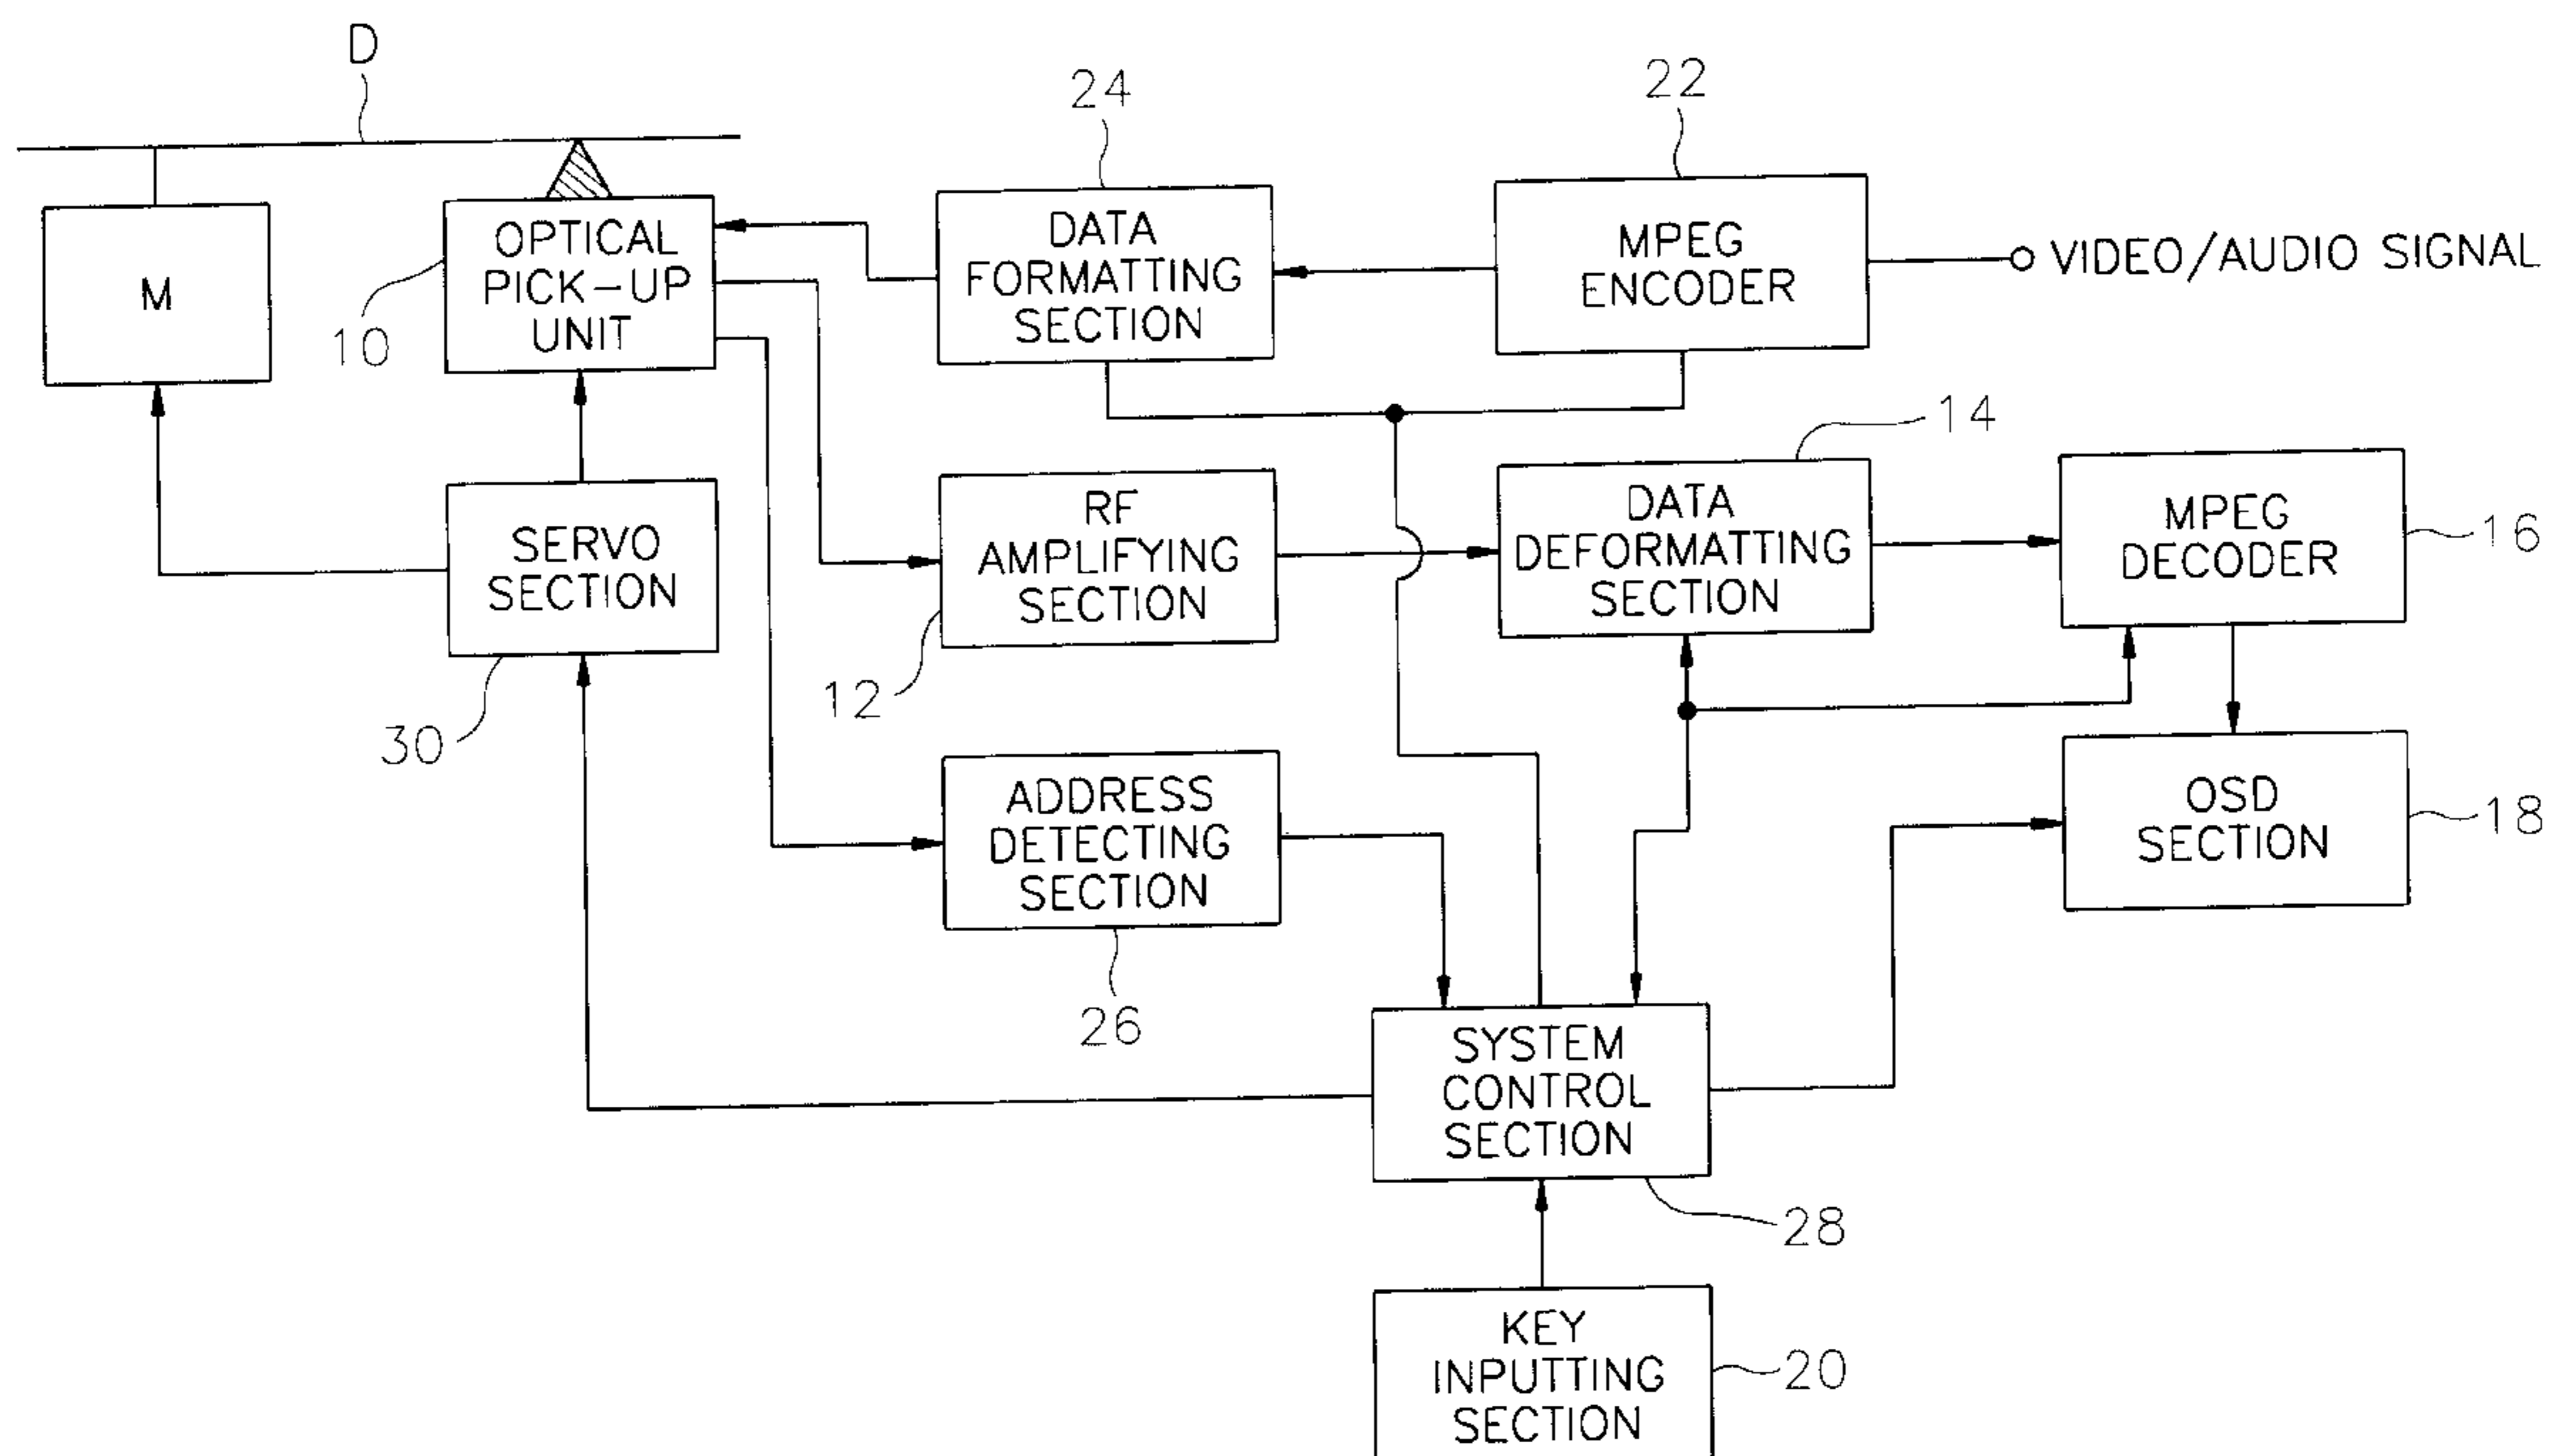 D
24
22
M
OPTICAL
PICK-UP
UNIT
10
DATA
FORMATTING
SECTION
MPEG
ENCODER
VIDEO/AUDIO SIGNAL
SERVO
SECTION
30
RF
AMPLIFYING
SECTION
12
14
DATA
DEFORMATTING
SECTION
MPEG
DECODER
16
ADDRESS
DETECTING
SECTION
26
OSD
SECTION
18
SYSTEM
CONTROL
SECTION
28
KEY
INPUTTING
SECTION
20